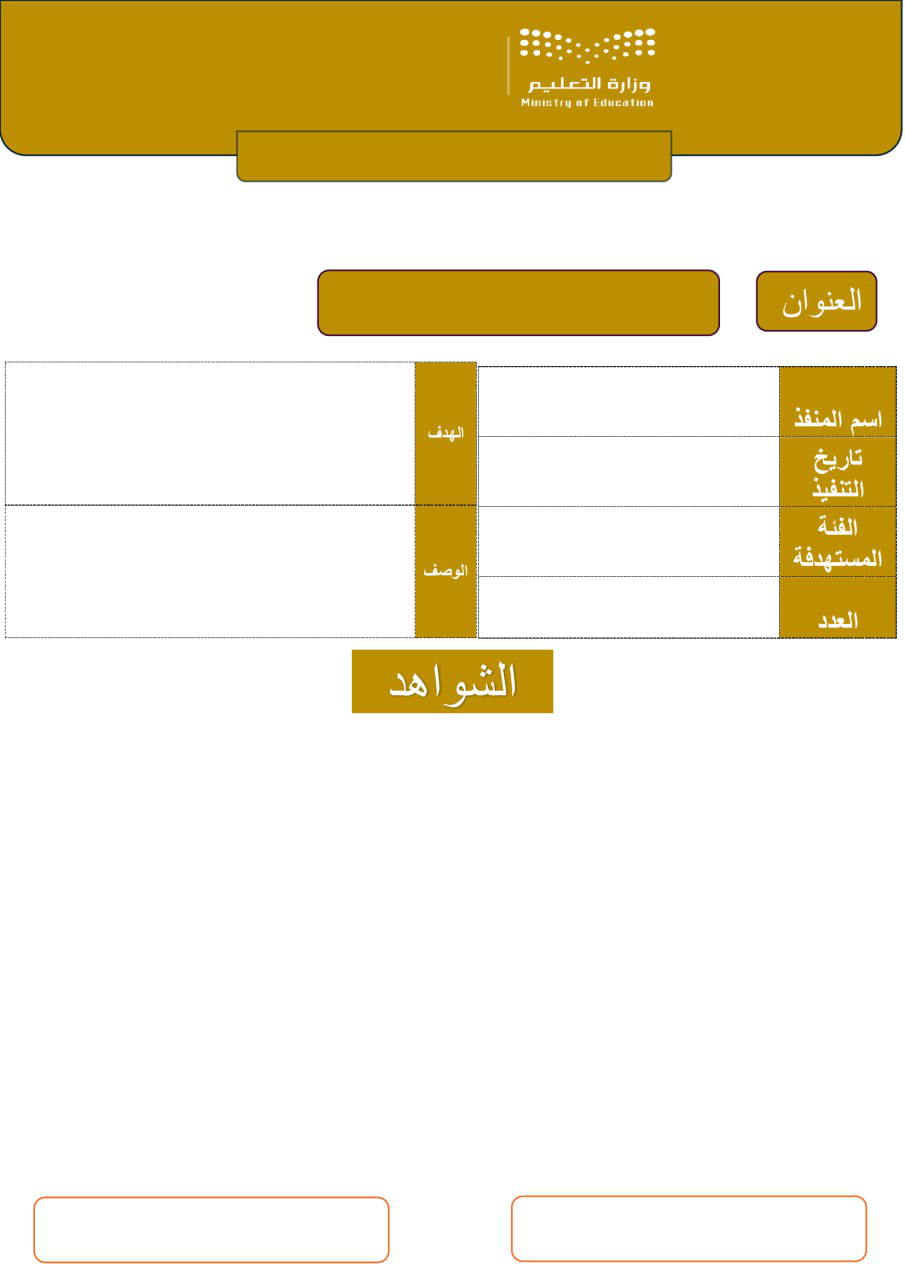 وزارة التعليم
Ministry of Education
العنوان
اسم المنفذ
تاريخ
التنفيذ
الفئة
المستهدفة
العدد
الهدف
الوصف
الشواهد